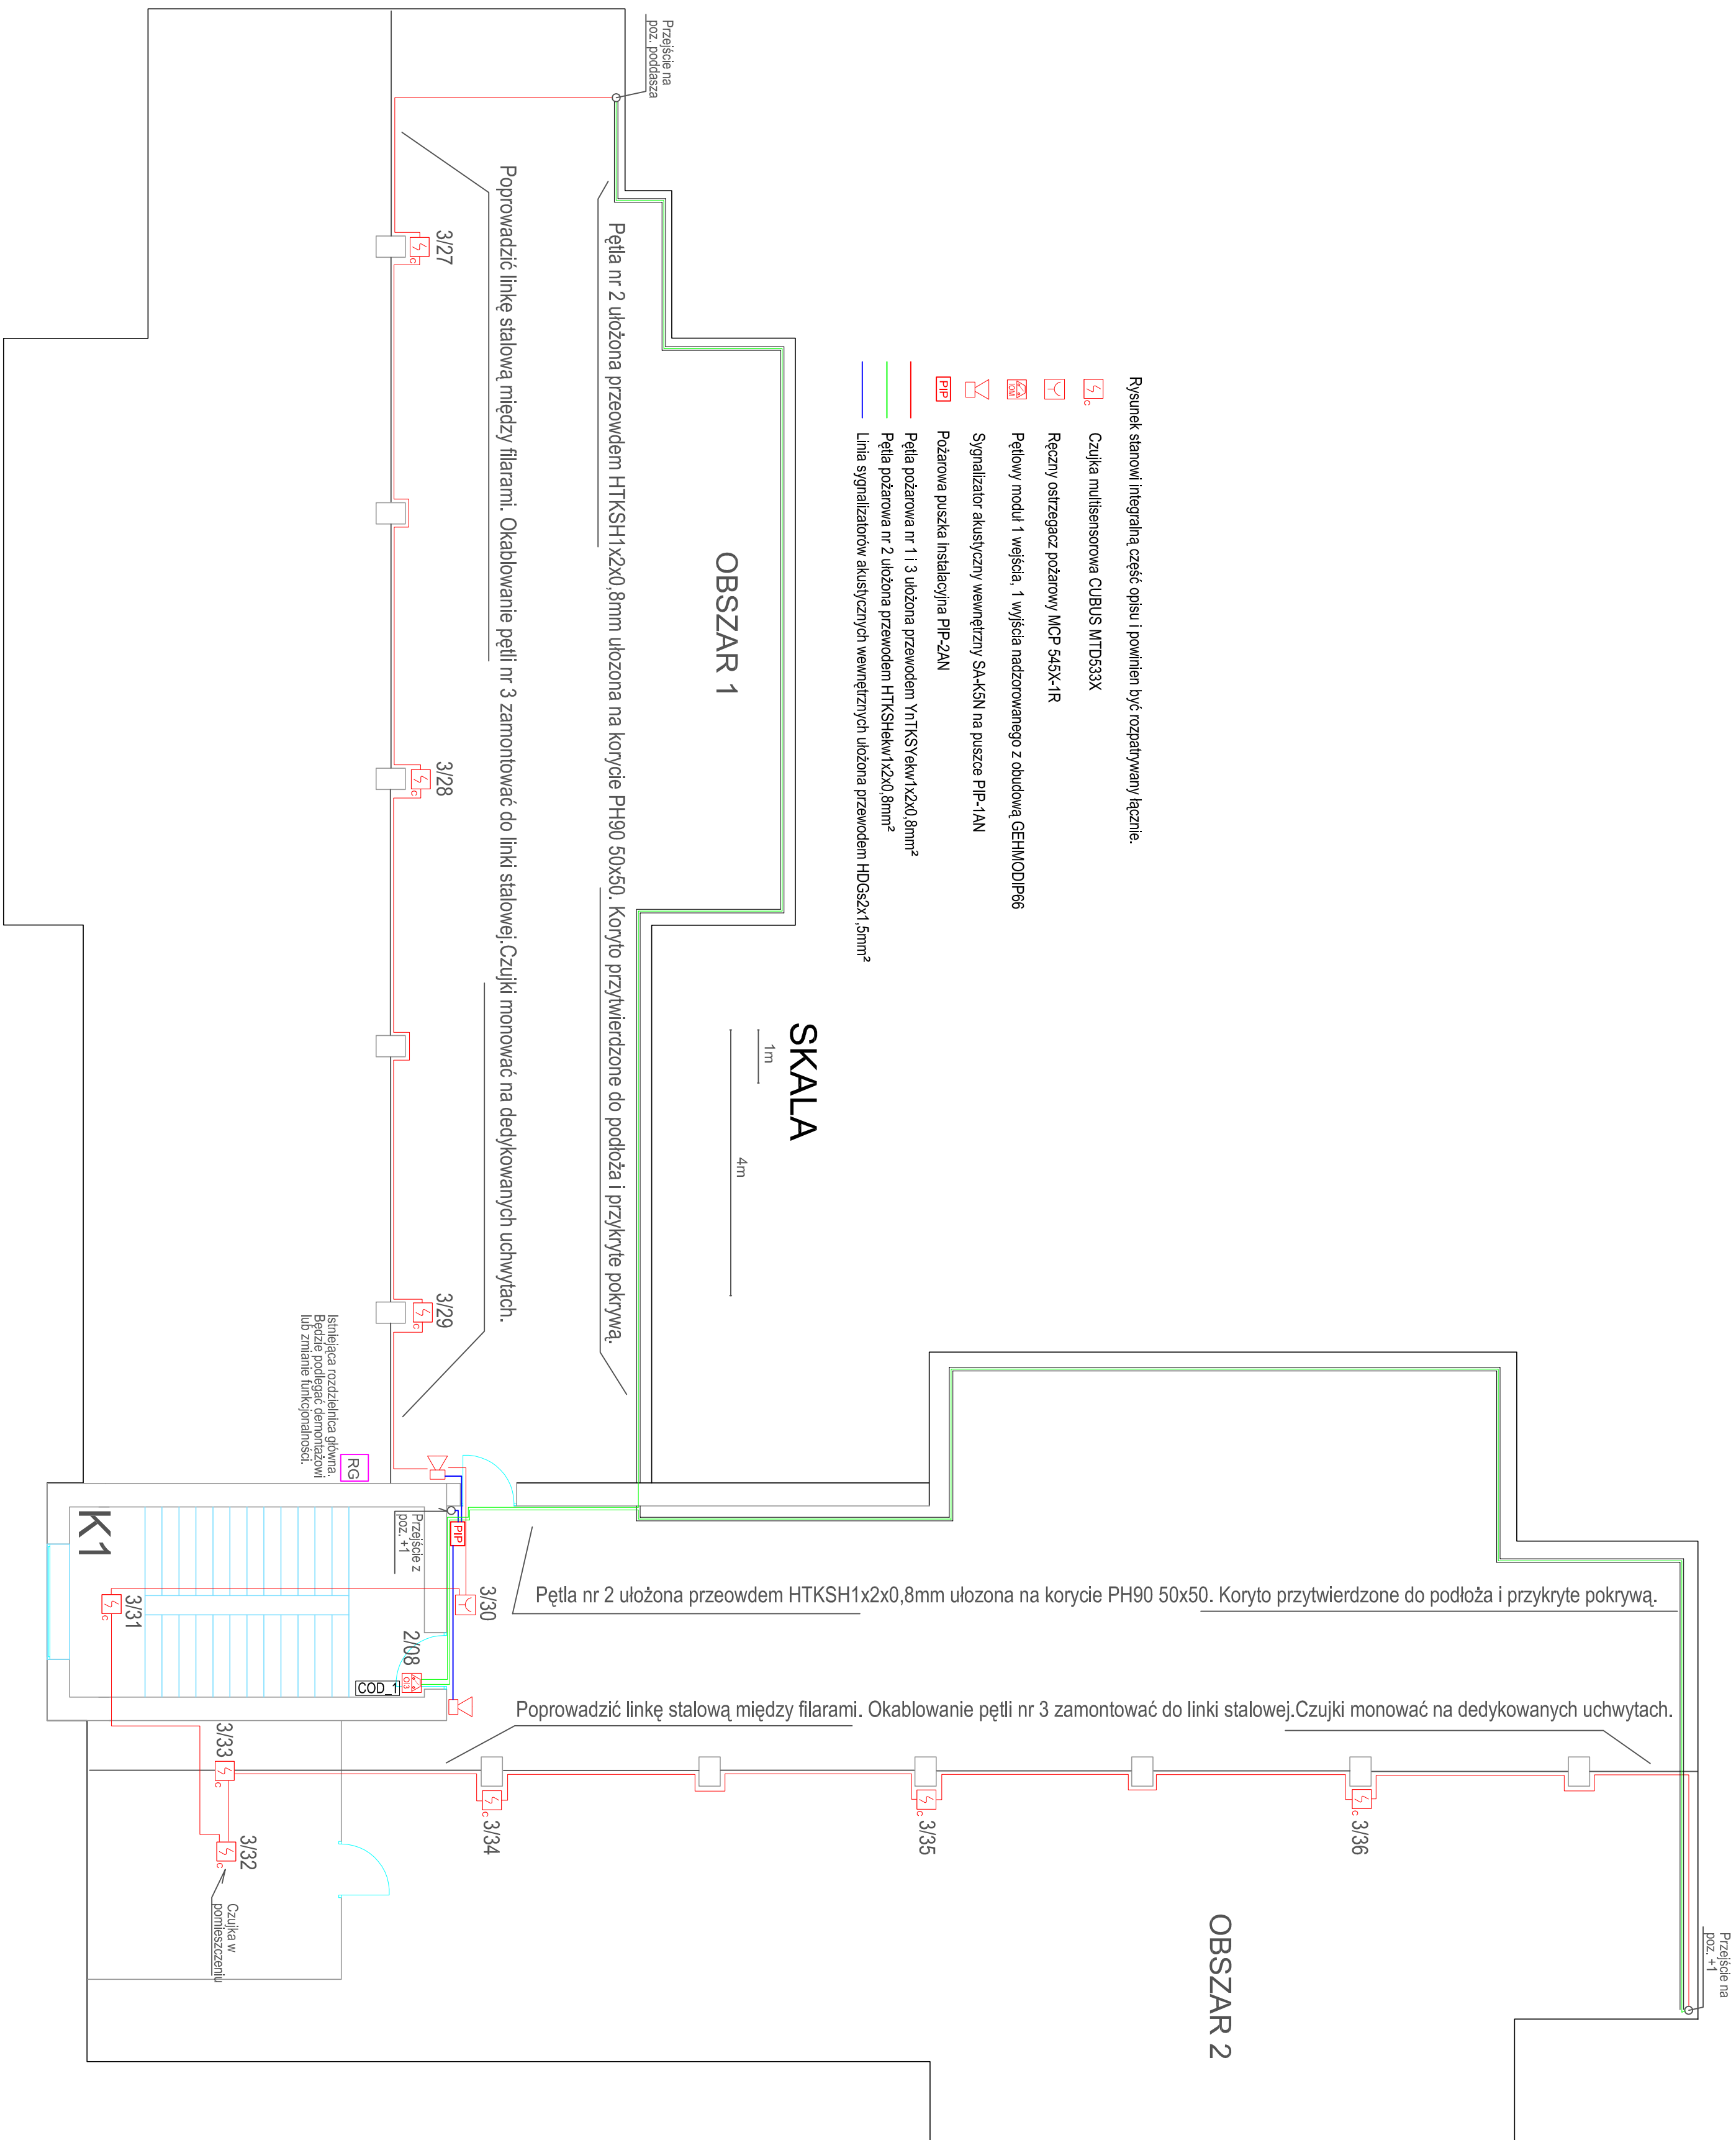 Rysunek stanowi integralną część opisu i powinien być rozpatrywany łącznie.
C
Czujka multisensorowa CUBUS MTD533X
Ręczny ostrzegacz pożarowy MCP 545X-1R
IOM
Pętlowy moduł 1 wejścia, 1 wyjścia nadzorowanego z obudową GEHMODIP66
Sygnalizator akustyczny wewnętrzny SA-K5N na puszce PIP-1AN
PIP
Pożarowa puszka instalacyjna PIP-2AN
Pętla pożarowa nr 1 i 3 ułożona przewodem YnTKSYekw1x2x0,8mm²
Pętla pożarowa nr 2 ułożona przewodem HTKSHekw1x2x0,8mm²
Linia sygnalizatorów akustycznych wewnętrznych ułożona przewodem HDGs2x1,5mm²
SKALA
1m
4m
Przejście na
poz. poddasza
OBSZAR 1
Pętla nr 2 ułożona przeowdem HTKSH1x2x0,8mm ułozona na korycie PH90 50x50. Koryto przytwierdzone do podłoża i przykryte pokrywą.
Poprowadzić linkę stalową między filarami. Okablowanie pętli nr 3 zamontować do linki stalowej.Czujki monować na dedykowanych uchwytach.
3/27
C
3/28
C
3/29
C
Istniejąca rozdzielnica główna.
Będzie podlegać demontażowi
lub zmianie funkcjonalności.
RG
K1
Przejście z
poz. +1
PIP
3/30
3/31
C
2/08
IOM
COD_1
3/33
C
3/32
C
Czujka w
pomieszczeniu
Pętla nr 2 ułożona przeowdem HTKSH1x2x0,8mm ułozona na korycie PH90 50x50. Koryto przytwierdzone do podłoża i przykryte pokrywą.
Poprowadzić linkę stalową między filarami. Okablowanie pętli nr 3 zamontować do linki stalowej.Czujki monować na dedykowanych uchwytach.
C
3/34
C
3/35
C
3/36
OBSZAR 2
Przejście na
poz. +1